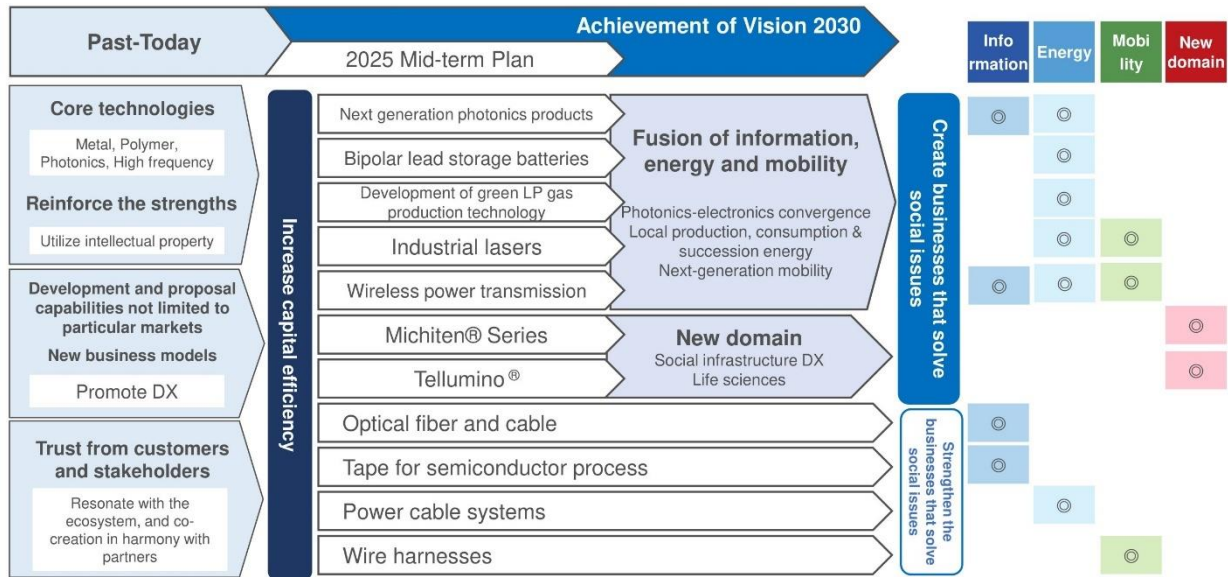 Past-Today
Achievement of Vision 2030
2025 Mid-term Plan
Info
rmation
Energy
Mobi
lity
New
domain
Core technologies
Metal, Polymer,
Photonics, High frequency
Reinforce the strengths
Utilize intellectual property
Development and proposal
capabilities not limited to
particular markets
New business models
Promote DX
Trust from customers
and stakeholders
Resonate with the
ecosystem, and co-
creation in harmony with
partners
Increase capital efficiency
Next generation photonics products
Bipolar lead storage batteries
Development of green LP gas
production technology
Industrial lasers
Wireless power transmission
Michiten® Series
Tellumino®
Optical fiber and cable
Tape for semiconductor process
Power cable systems
Wire harnesses
Fusion of information,
energy and mobility
Photonics-electronics convergence
Local production, consumption &
succession energy
Next-generation mobility
New domain
Social infrastructure DX
Life sciences
Create businesses that solve
social issues
Strengthen the
businesses that solve
social issues
◎ ◎
◎
◎
◎ ◎
◎ ◎ ◎
◎
◎
◎
◎
◎
◎